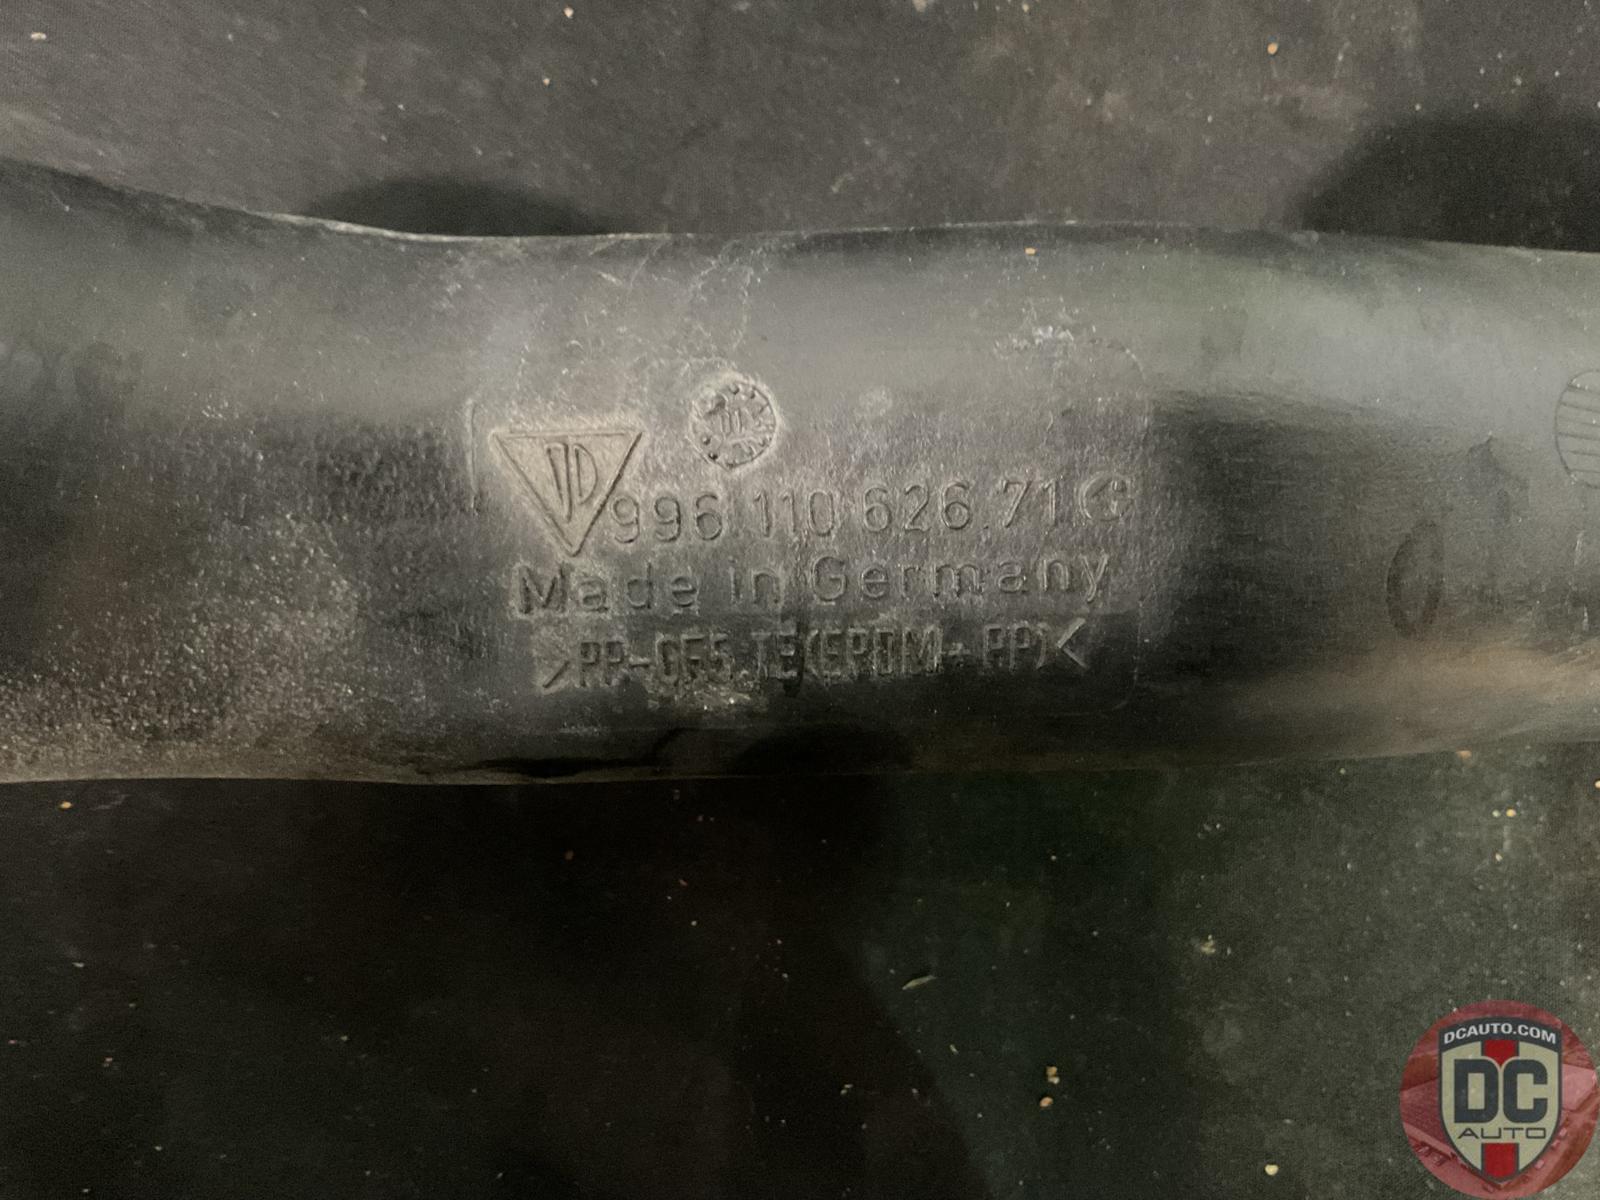 996 110 626.71
Made in Germany
>PP-GF5 TE(EPDM+PP)<
DCAUTO.COM
DC
AUTO